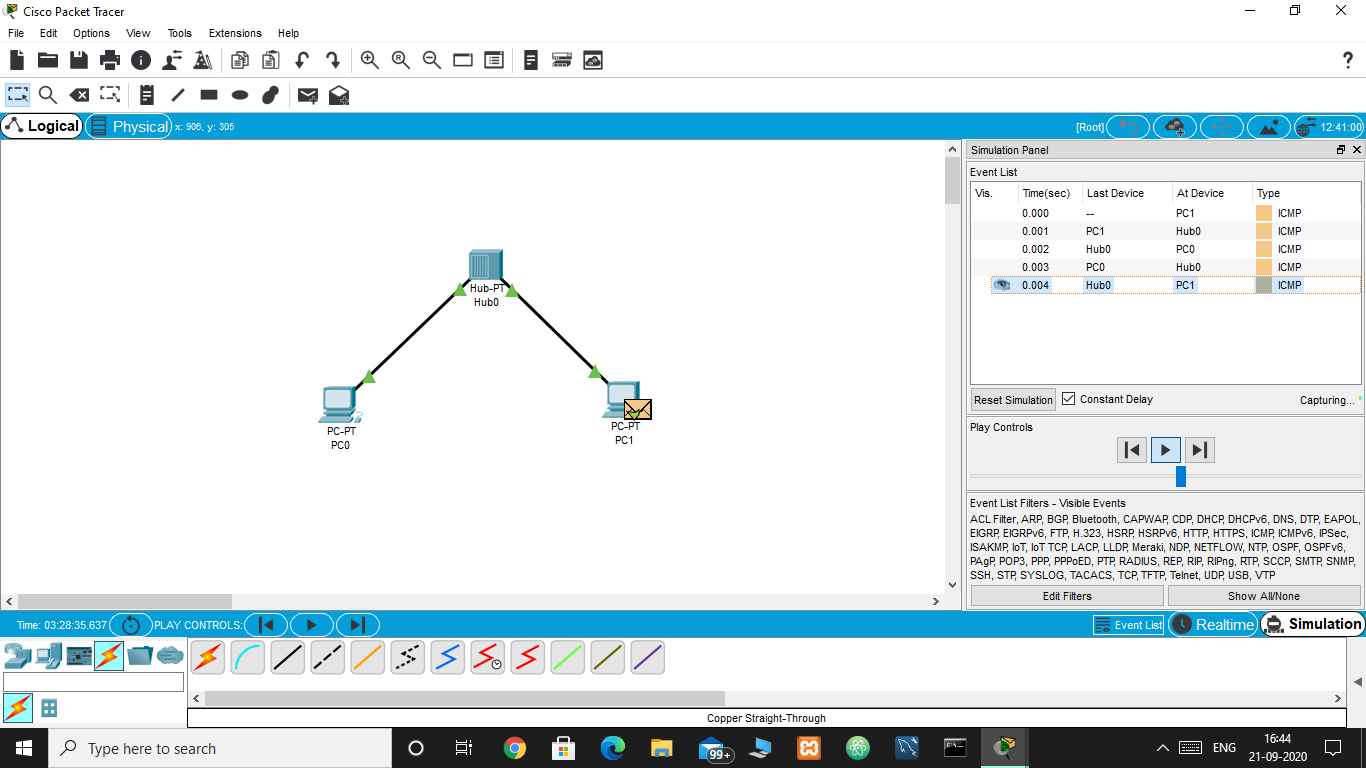 Cisco Packet Tracer
File Edit Options View Tools Extensions Help
?
Logical Physical x: 908, y: 305 [Root] 12:41:00
Simulation Panel
Event List
Vis. Time(sec) Last Device At Device Type
0.000 -- PC1 ICMP
0.001 PC1 Hub0 ICMP
0.002 Hub0 PC0 ICMP
0.003 PC0 Hub0 ICMP
0.004 Hub0 PC1 ICMP
Hub-PT
Hub0
PC-PT
PC0
PC-PT
PC1
Reset Simulation Constant Delay Capturing... *
Play Controls
Event List Filters - Visible Events
ACL Filter, ARP, BGP, Bluetooth, CAPWAP, CDP, DHCP, DHCPv6, DNS, DTP, EAPOL,
EIGRP, EIGRPv6, FTP, H.323, HSRP, HSRPv6, HTTP, HTTPS, ICMP, ICMPv6, IPSec,
ISAKMP, IoT, IoT TCP, LACP, LLDP, Meraki, NDP, NETFLOW, NTP, OSPF, OSPFv6,
PAgP, POP3, PPP, PPPoED, PTP, RADIUS, REP, RIP, RIPng, RTP, SCCP, SMTP, SNMP,
SSH, STP, SYSLOG, TACACS, TCP, TFTP, Telnet, UDP, USB, VTP
Edit Filters Show All/None
Time: 03:28:35.637 PLAY CONTROLS: Event List Realtime Simulation
Copper Straight-Through
Type here to search 99+ ENG 16:44
21-09-2020